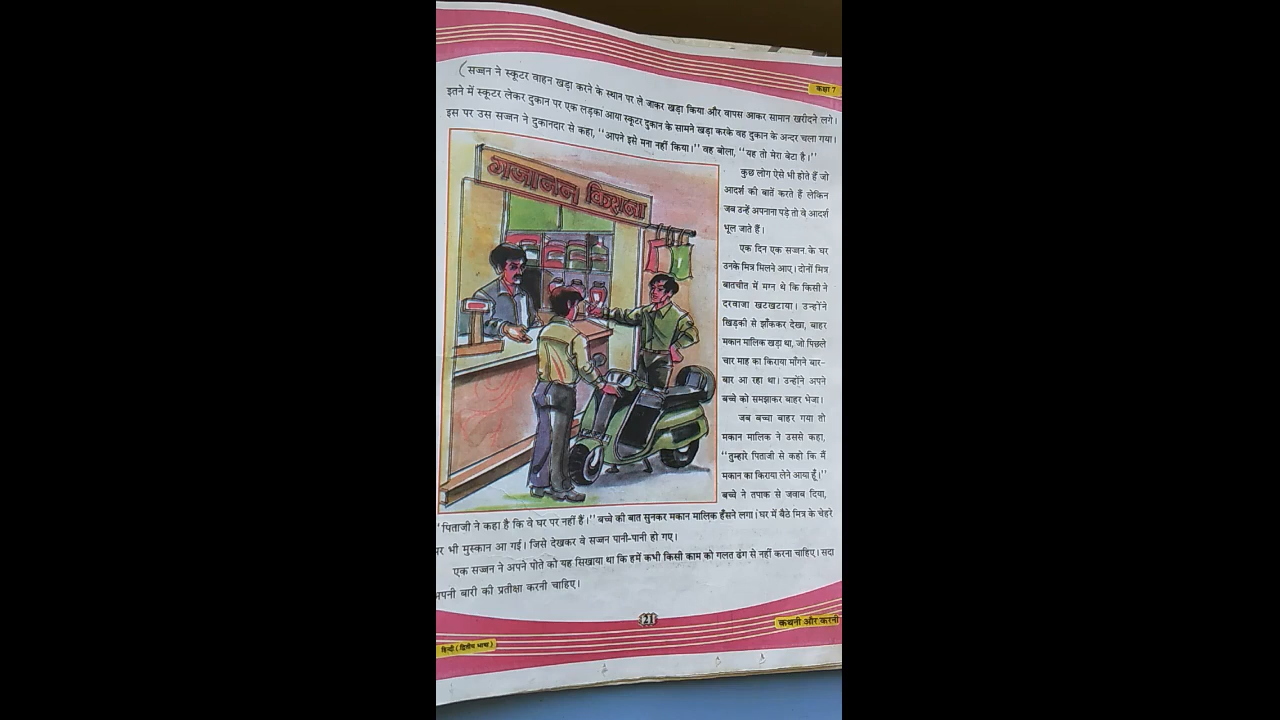 कक्षा 7
(सज्जन ने स्कूटर वाहन खड़ा करने के स्थान पर ले जाकर खड़ा किया और वापस आकर सामान खरीदने लगे।
इतने में स्कूटर लेकर दुकान पर एक लड़का आया स्कूटर दुकान के सामने खड़ा करके वह दुकान के अन्दर चला गया।
इस पर उस सज्जन ने दुकानदार से कहा, “आपने इसे मना नहीं किया।” वह बोला, “यह तो मेरा बेटा है।”
गजानन किराना
कुछ लोग ऐसे भी होते हैं जो
आदर्श की बातें करते हैं लेकिन
जब उन्हें अपनाना पड़े तो वे आदर्श
भूल जाते हैं।
एक दिन एक सज्जन के घर
उनके मित्र मिलने आए। दोनों मित्र
बातचीत में मग्न थे कि किसी ने
दरवाजा खटखटाया। उन्होंने
खिड़की से झाँककर देखा, बाहर
मकान मालिक खड़ा था, जो पिछले
चार माह का किराया माँगने बार-
बार आ रहा था। उन्होंने अपने
बच्चे को समझाकर बाहर भेजा।
जब बच्चा बाहर गया तो
मकान मालिक ने उससे कहा,
“तुम्हारे पिताजी से कहो कि मैं
मकान का किराया लेने आया हूँ।”
बच्चे ने तपाक से जवाब दिया,
“पिताजी ने कहा है कि वे घर पर नहीं हैं।” बच्चे की बात सुनकर मकान मालिक हँसने लगा। घर में बैठे मित्र के चेहरे
पर भी मुस्कान आ गई। जिसे देखकर वे सज्जन पानी-पानी हो गए।
एक सज्जन ने अपने पोते को यह सिखाया था कि हमें कभी किसी काम को गलत ढंग से नहीं करना चाहिए। सदा
अपनी बारी की प्रतीक्षा करनी चाहिए।
21
कथनी और करनी
हिन्दी (द्वितीय भाषा)